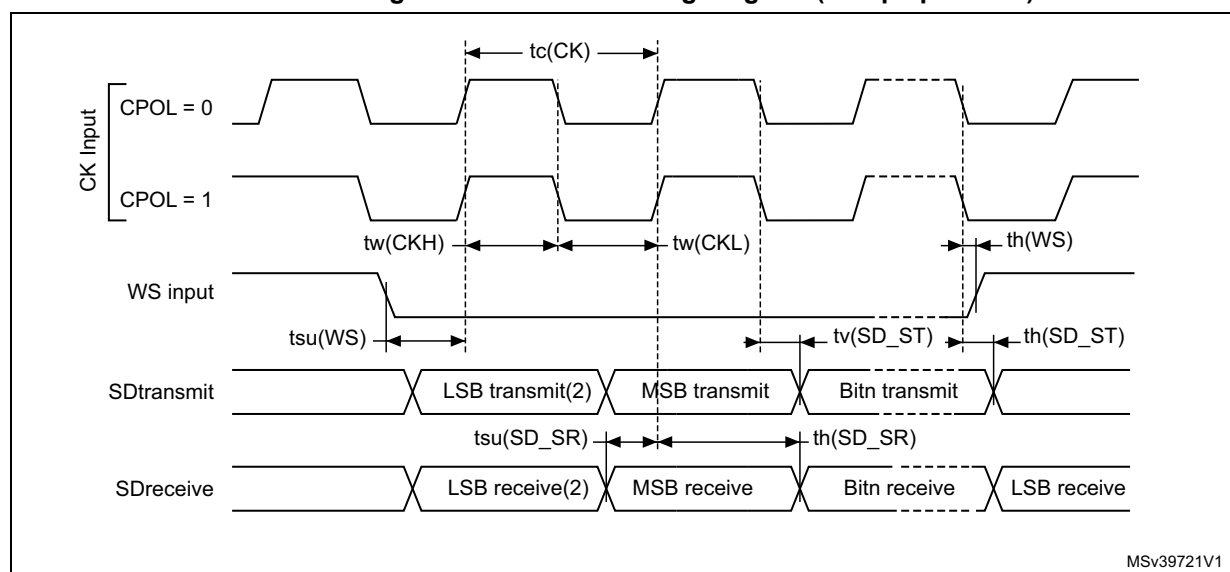 tc(CK)
CK Input
CPOL = 0
CPOL = 1
tw(CKH)
tw(CKL)
th(WS)
WS input
tsu(WS)
tv(SD_ST)
th(SD_ST)
SDtransmit
LSB transmit(2)
MSB transmit
Bitn transmit
tsu(SD_SR)
th(SD_SR)
SDreceive
LSB receive(2)
MSB receive
Bitn receive
LSB receive
MSv39721V1